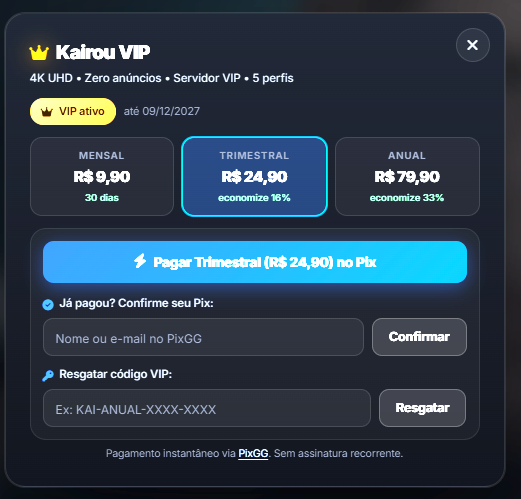 Kairou VIP
4K UHD • Zero anúncios • Servidor VIP • 5 perfis
VIP ativo até 09/12/2027
MENSAL
R$ 9,90
30 dias
TRIMESTRAL
R$ 24,90
economize 16%
ANUAL
R$ 79,90
economize 33%
Pagar Trimestral (R$ 24,90) no Pix
Já pagou? Confirme seu Pix:
Nome ou e-mail no PixGG
Confirmar
Resgatar código VIP:
Ex: KAI-ANUAL-XXXX-XXXX
Resgatar
Pagamento instantâneo via PixGG. Sem assinatura recorrente.